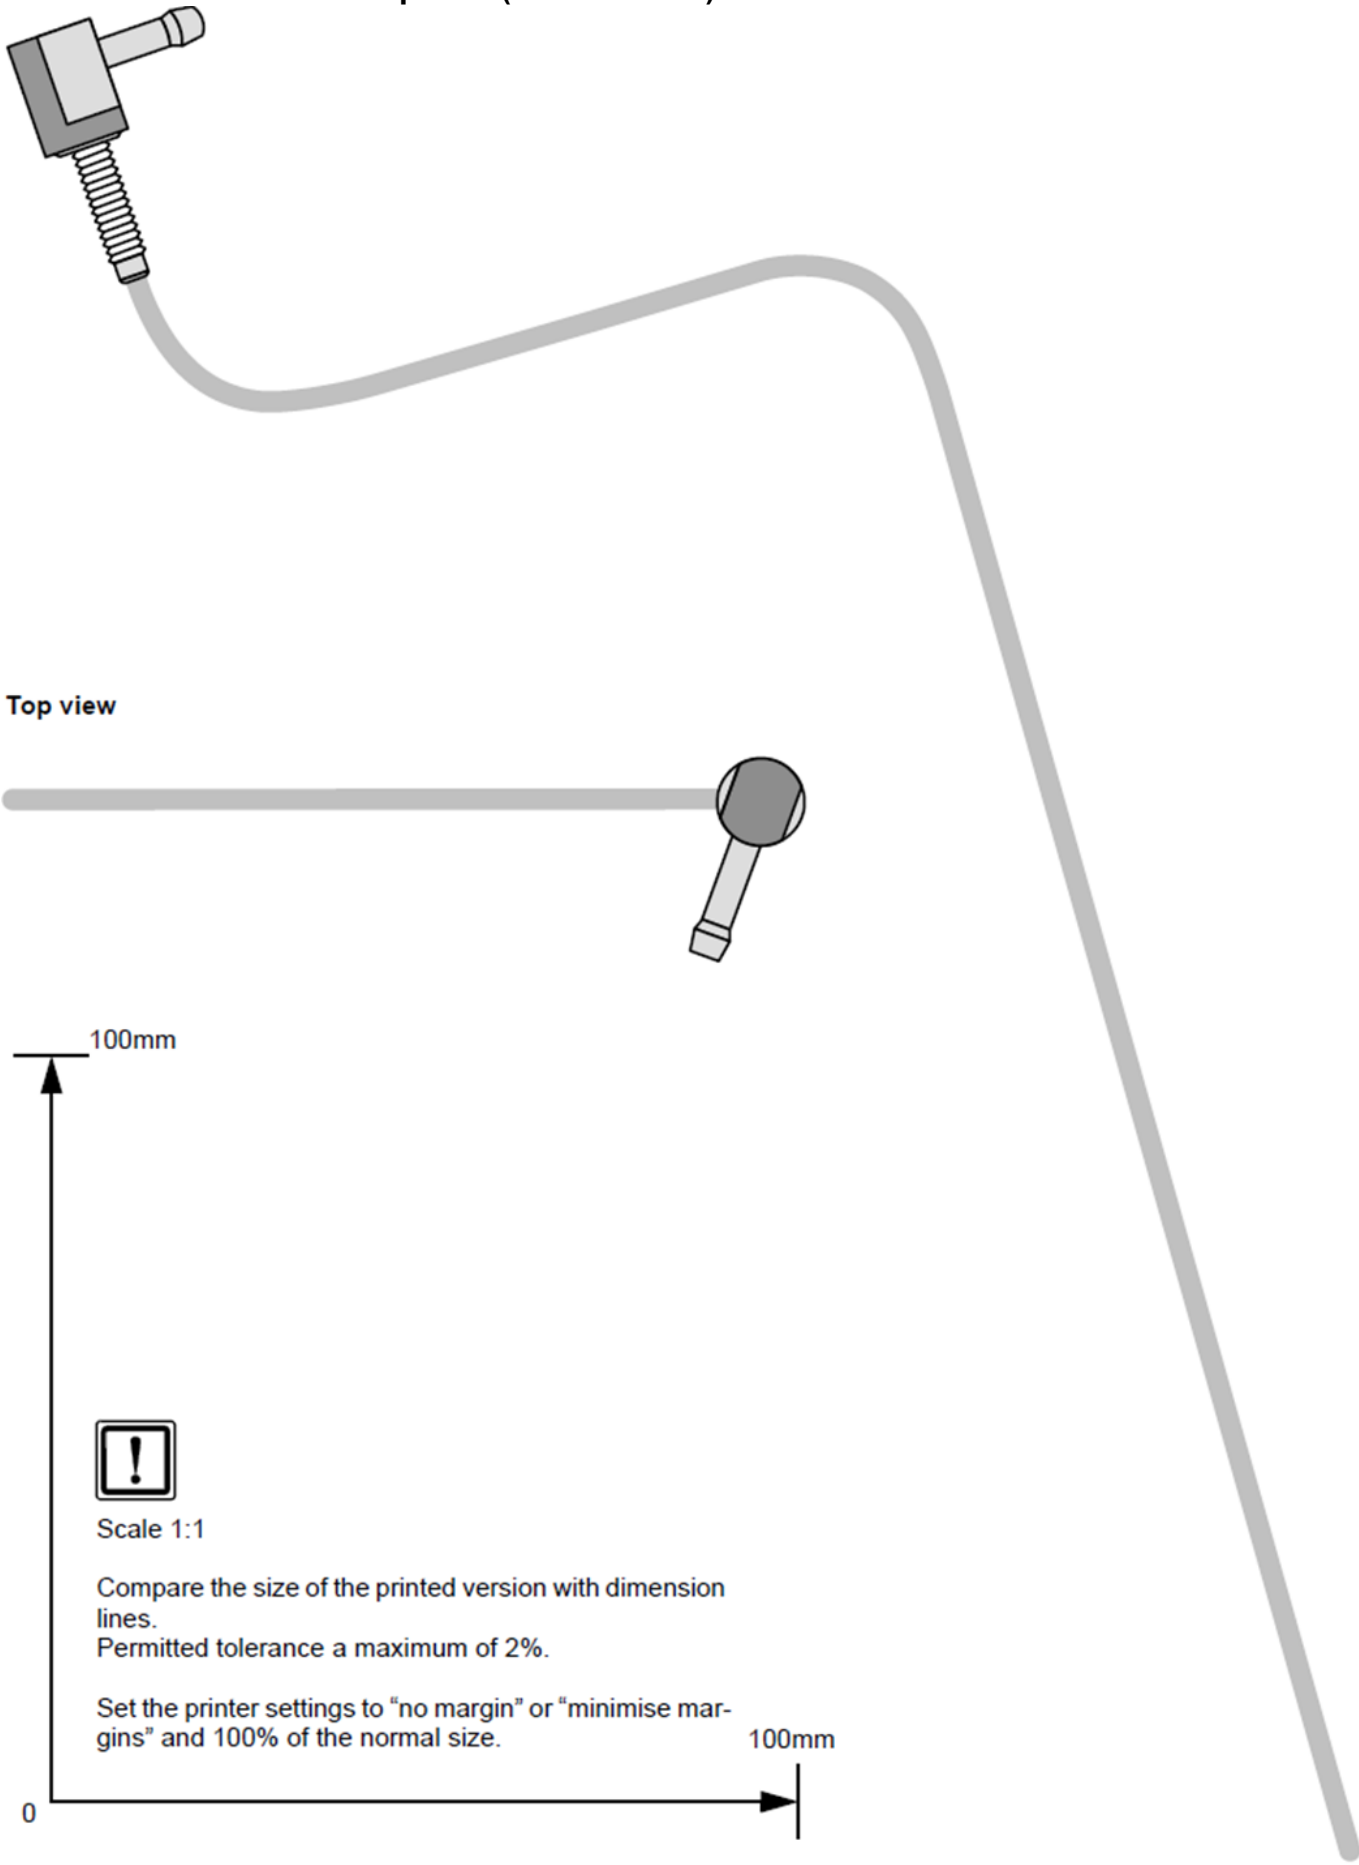 Top view
100mm
Scale 1:1
Compare the size of the printed version with dimension
lines.
Permitted tolerance a maximum of 2%.
Set the printer settings to “no margin” or “minimise mar-
gins” and 100% of the normal size.
100mm
0